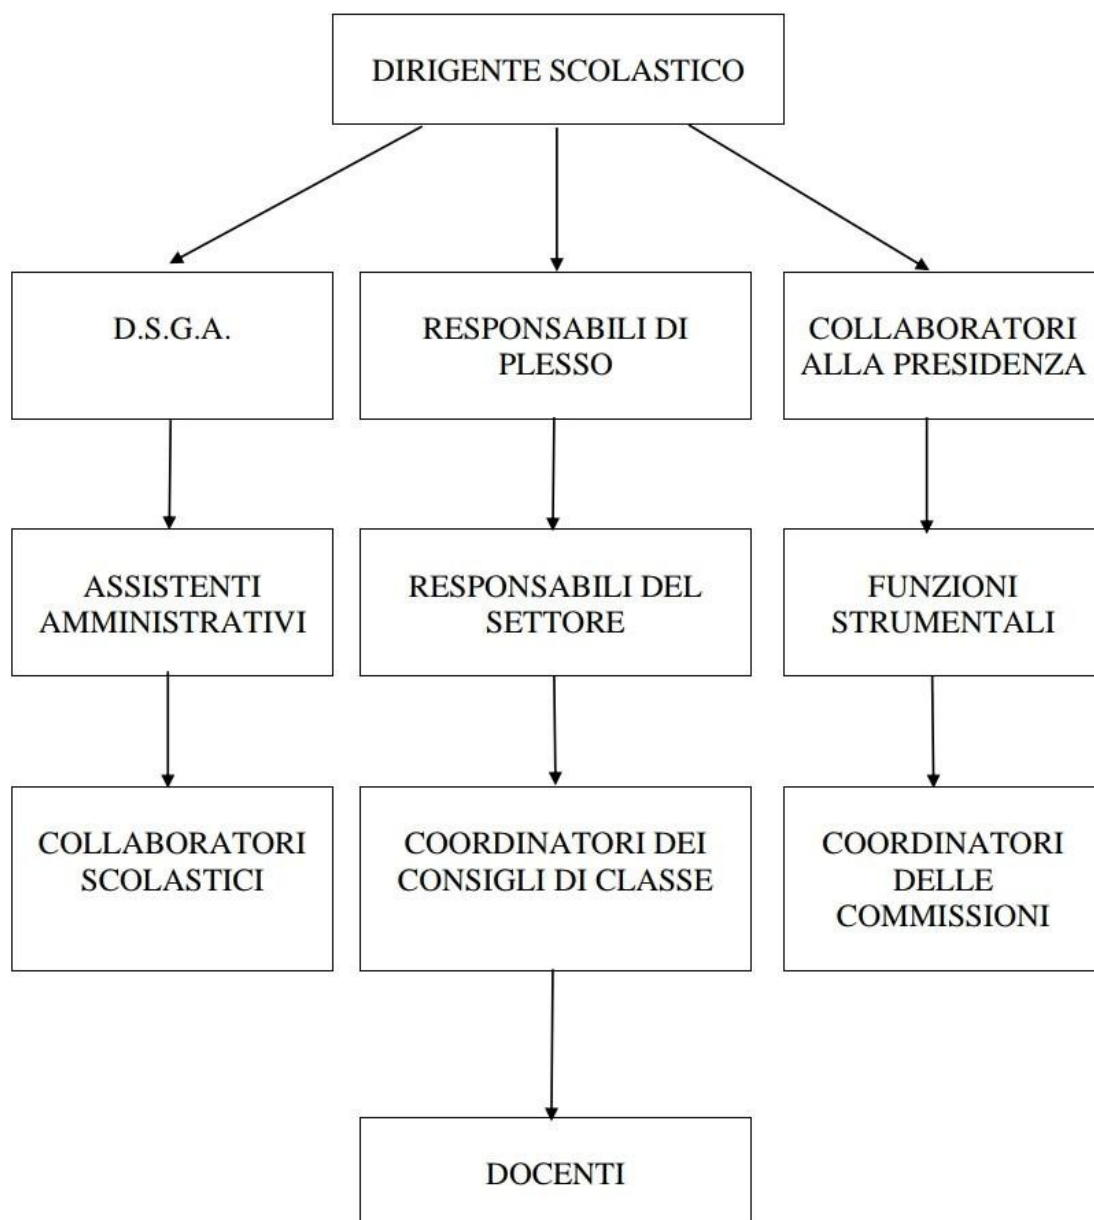 DIRIGENTE SCOLASTICO
D.S.G.A.
RESPONSABILI DI
PLESSO
COLLABORATORI
ALLA PRESIDENZA
ASSISTENTI
AMMINISTRATIVI
RESPONSABILI DEL
SETTORE
FUNZIONI
STRUMENTALI
COLLABORATORI
SCOLASTICI
COORDINATORI DEI
CONSIGLI DI CLASSE
COORDINATORI
DELLE
COMMISSIONI
DOCENTI